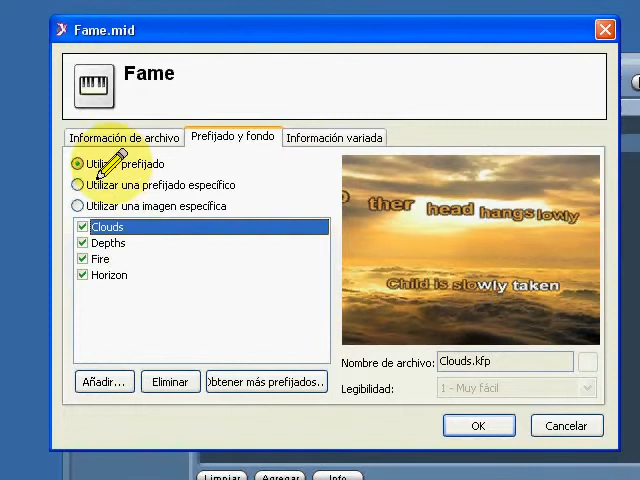 Fame.mid
Fame
Información de archivo
Prefijado y fondo
Información variada
prefijado
Utilizar una prefijado específico
Utilizar una imagen específica
Clouds
Depths
Fire
Horizon
ther head hangs lowly
Child is slowly taken
Nombre de archivo: Clouds.kfp
Legibilidad: 1 - Muy fácil
Añadir... Eliminar Obtener más prefijados..
OK Cancelar
Limpiar Agregar Info